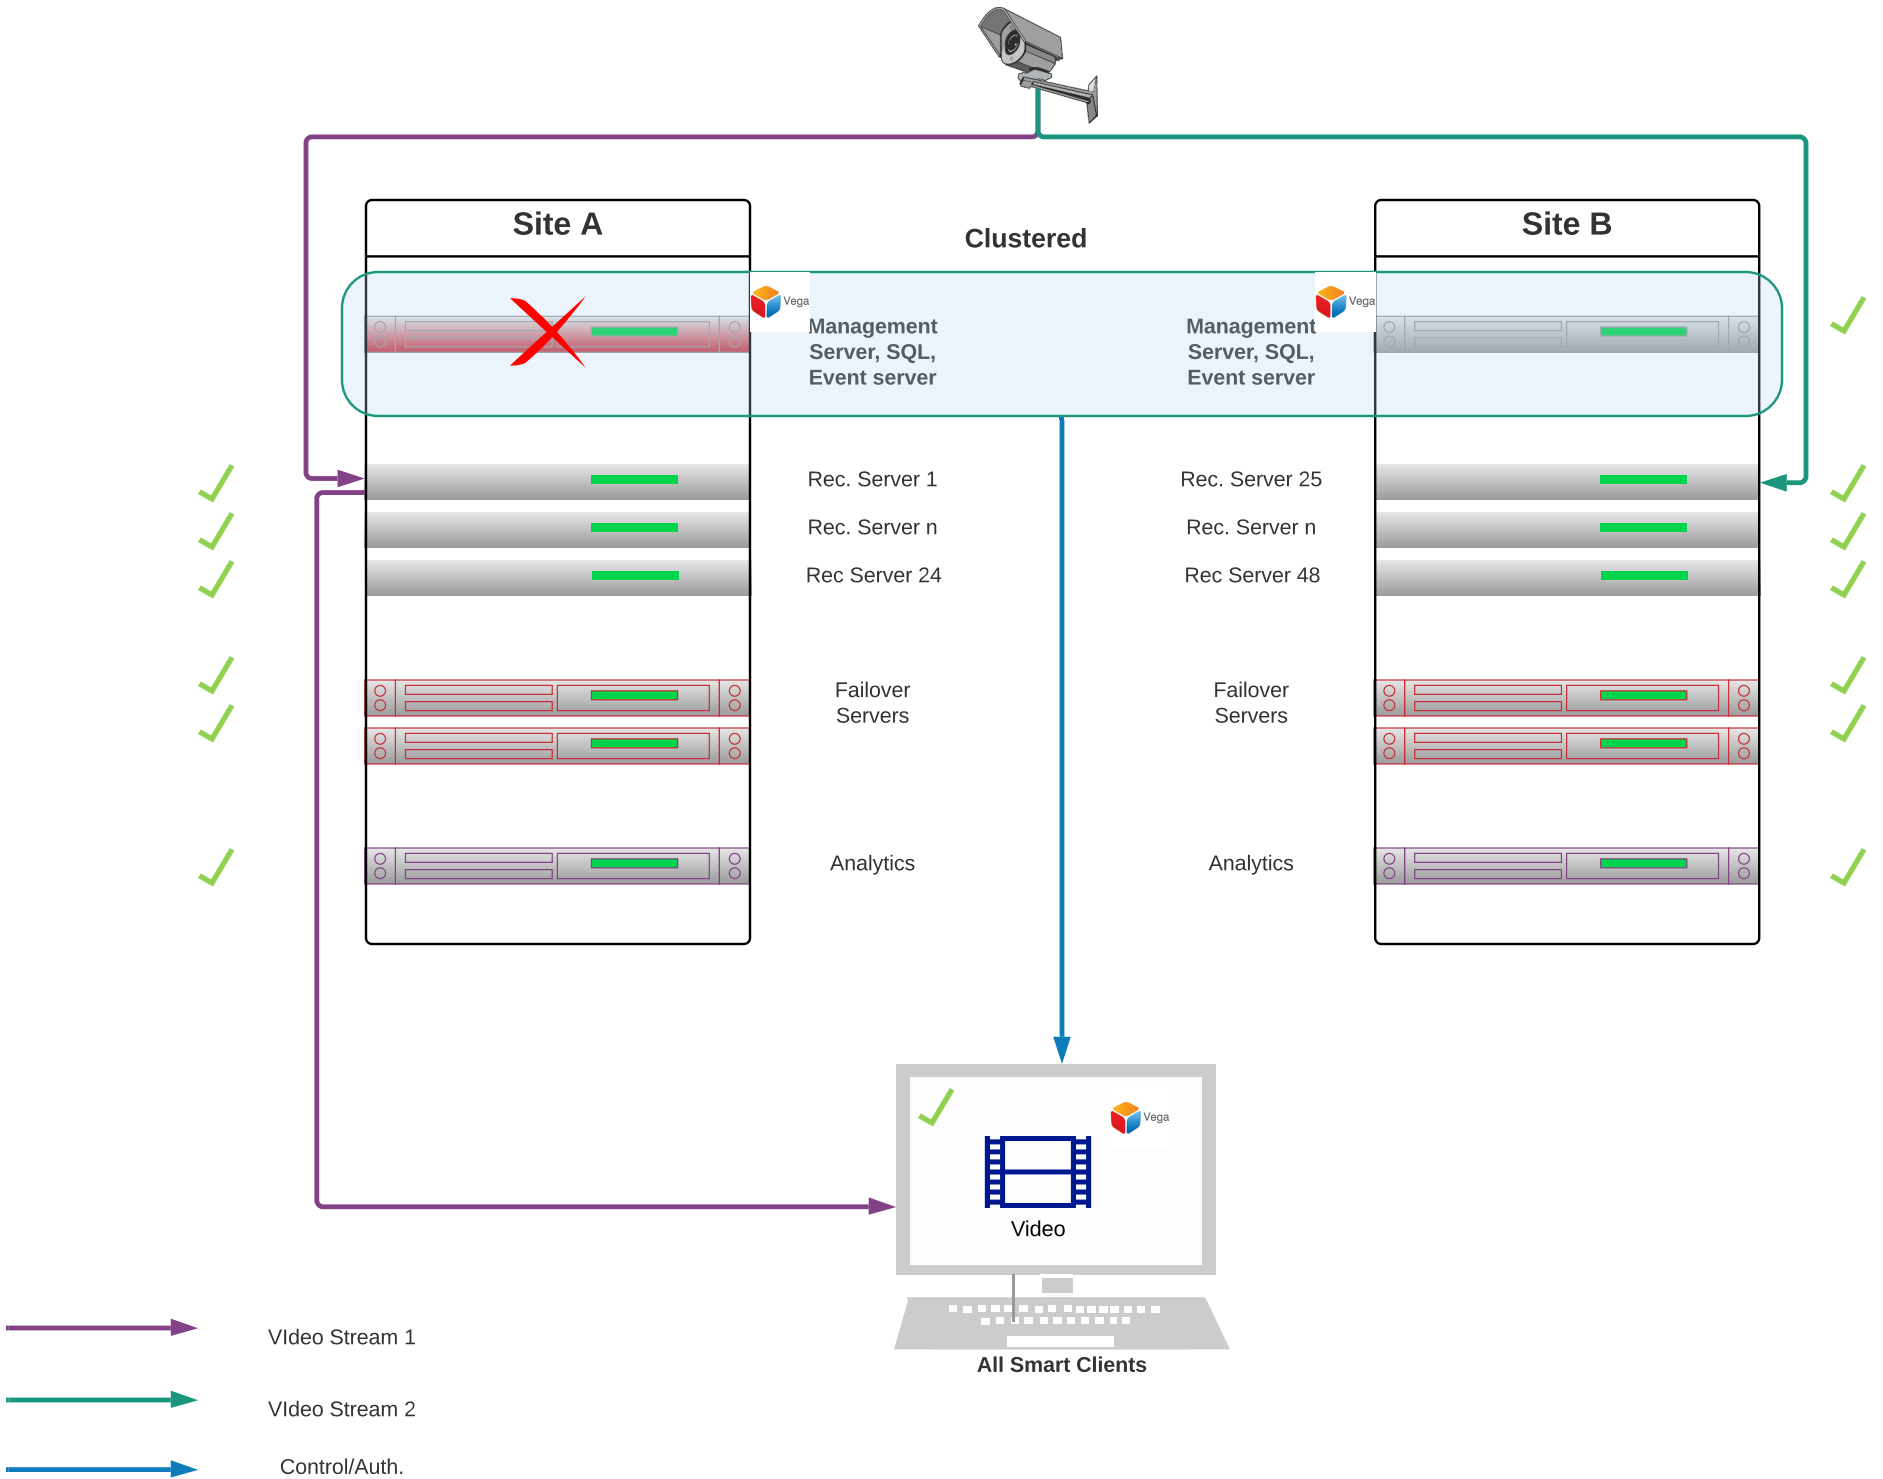 Site A
Clustered
Site B
Vega
Management
Server, SQL,
Event server
Vega
Management
Server, SQL,
Event server
Rec. Server 1
Rec. Server 25
Rec. Server n
Rec. Server n
Rec Server 24
Rec Server 48
Failover
Servers
Failover
Servers
Analytics
Analytics
Vega
Video
All Smart Clients
VIdeo Stream 1
VIdeo Stream 2
Control/Auth.